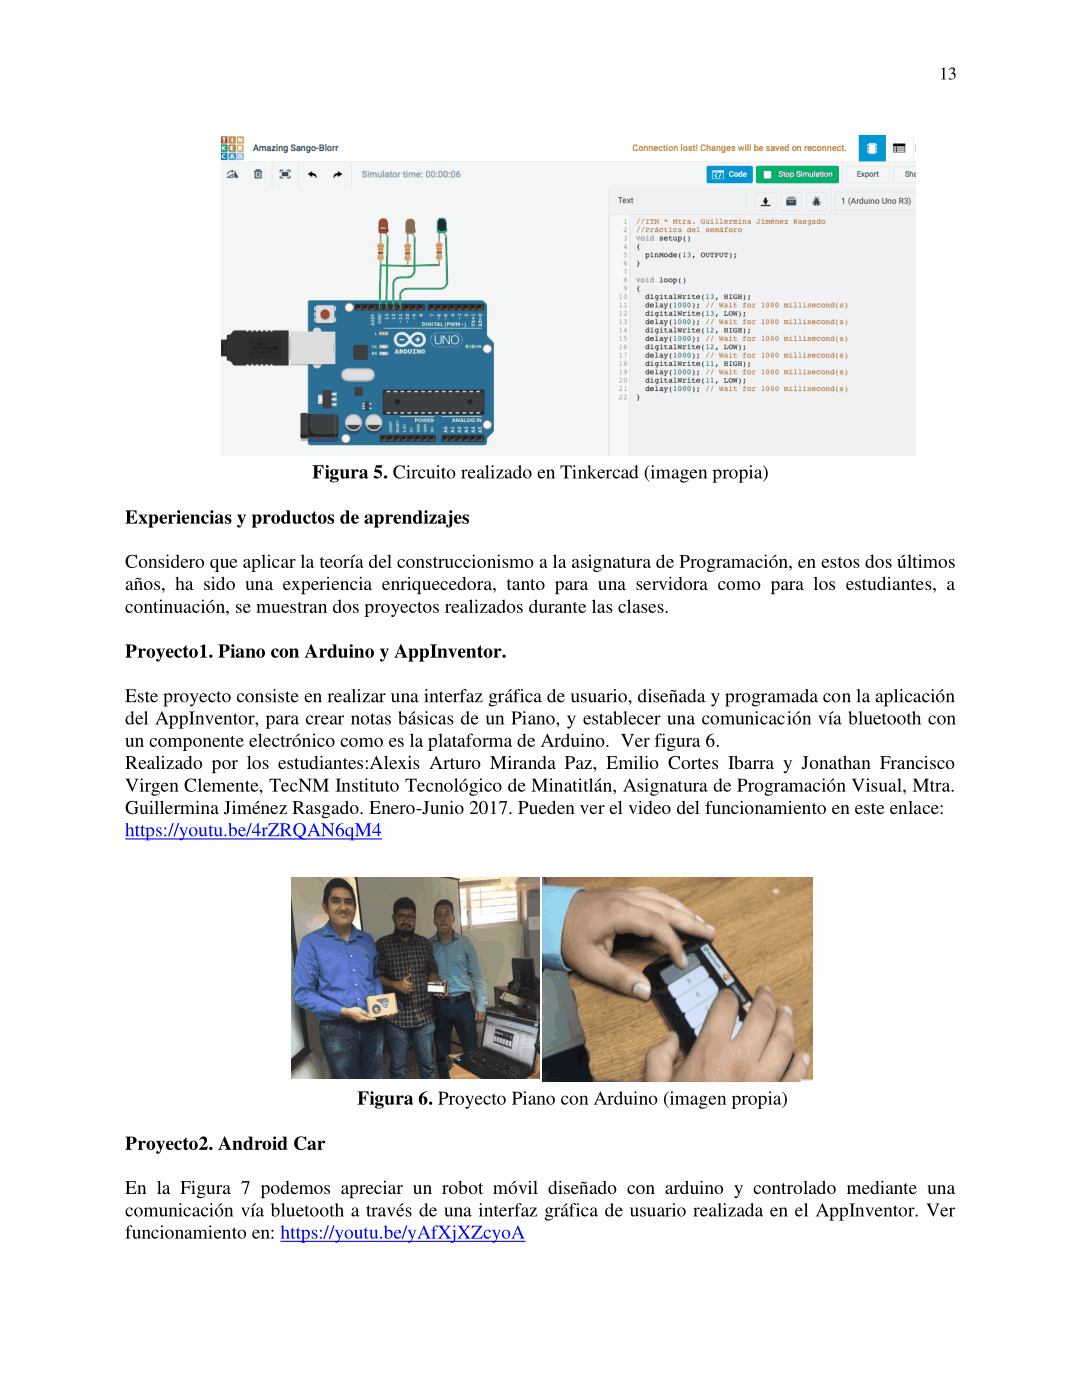 13
TINKERCAD
Amazing Sango-Blorr
Connection lost! Changes will be saved on reconnect.
Simulator time: 00:00:06
Code
Stop Simulation
Export
Sha
Text
1 (Arduino Uno R3)
1 //ITM * Mtra. Guillermina Jiménez Rasgado
2 //Práctica del semáforo
3 void setup()
4 {
5 pinMode(13, OUTPUT);
6 }
7
8 void loop()
9 {
10 digitalWrite(13, HIGH);
11 delay(1000); // Wait for 1000 millisecond(s)
12 digitalWrite(13, LOW);
13 delay(1000); // Wait for 1000 millisecond(s)
14 digitalWrite(12, HIGH);
15 delay(1000); // Wait for 1000 millisecond(s)
16 digitalWrite(12, LOW);
17 delay(1000); // Wait for 1000 millisecond(s)
18 digitalWrite(11, HIGH);
19 delay(1000); // Wait for 1000 millisecond(s)
20 digitalWrite(11, LOW);
21 delay(1000); // Wait for 1000 millisecond(s)
22 }
DIGITAL (PWM~)
UNO
ARDUINO
POWER
ANALOG IN
Figura 5. Circuito realizado en Tinkercad (imagen propia)
Experiencias y productos de aprendizajes
Considero que aplicar la teoría del construccionismo a la asignatura de Programación, en estos dos últimos
años, ha sido una experiencia enriquecedora, tanto para una servidora como para los estudiantes, a
continuación, se muestran dos proyectos realizados durante las clases.
Proyecto1. Piano con Arduino y AppInventor.
Este proyecto consiste en realizar una interfaz gráfica de usuario, diseñada y programada con la aplicación
del AppInventor, para crear notas básicas de un Piano, y establecer una comunicación vía bluetooth con
un componente electrónico como es la plataforma de Arduino. Ver figura 6.
Realizado por los estudiantes:Alexis Arturo Miranda Paz, Emilio Cortes Ibarra y Jonathan Francisco
Virgen Clemente, TecNM Instituto Tecnológico de Minatitlán, Asignatura de Programación Visual, Mtra.
Guillermina Jiménez Rasgado. Enero-Junio 2017. Pueden ver el video del funcionamiento en este enlace:
https://youtu.be/4rZRQAN6qM4
Figura 6. Proyecto Piano con Arduino (imagen propia)
Proyecto2. Android Car
En la Figura 7 podemos apreciar un robot móvil diseñado con arduino y controlado mediante una
comunicación vía bluetooth a través de una interfaz gráfica de usuario realizada en el AppInventor. Ver
funcionamiento en: https://youtu.be/yAfXjXZcyoA